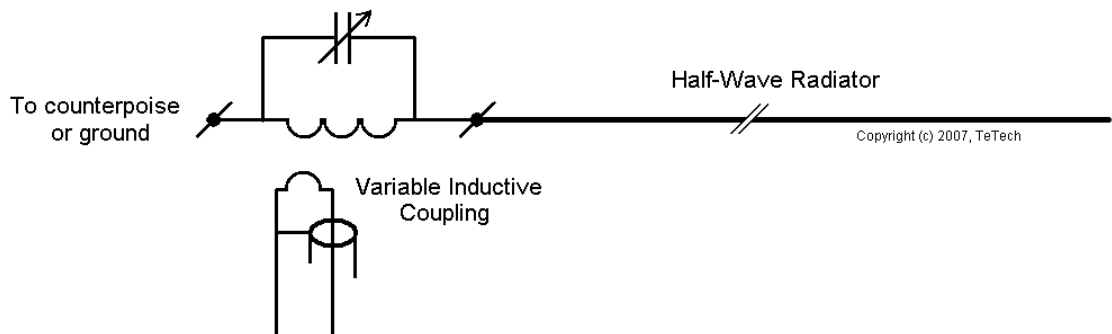 To counterpoise
or ground
Half-Wave Radiator
Copyright (c) 2007, TeTech
Variable Inductive
Coupling